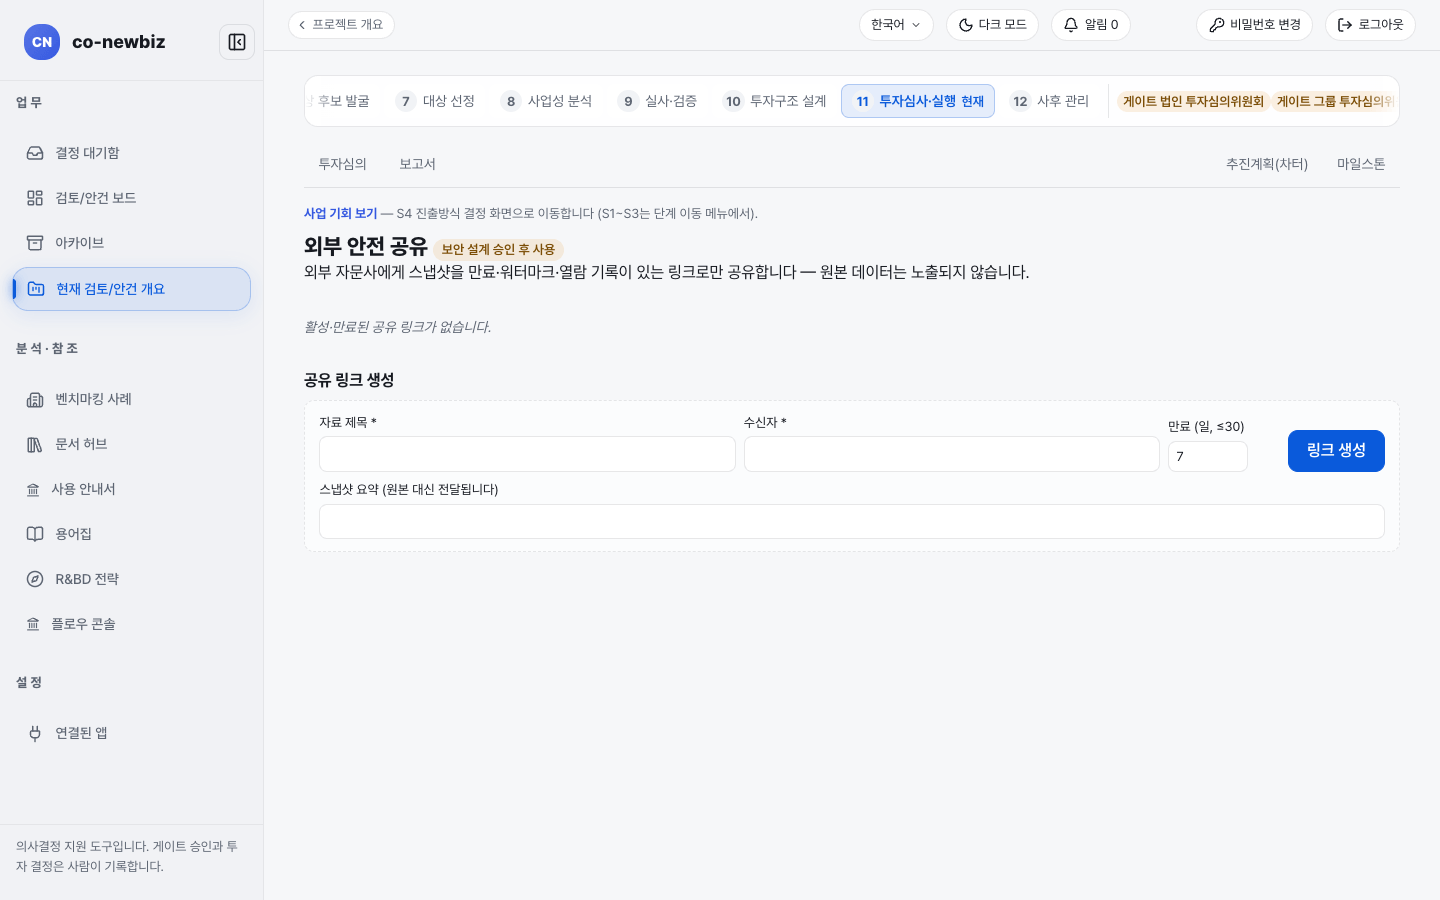 CN co-newbiz
프로젝트 개요
한국어
다크 모드
알림 0
비밀번호 변경
로그아웃
업무
결정 대기함
검토/안건 보드
아카이브
현재 검토/안건 개요
분석·참조
벤치마킹 사례
문서 허브
사용 안내서
용어집
R&BD 전략
플로우 콘솔
설정
연결된 앱
의사결정 지원 도구입니다. 게이트 승인과 투
자 결정은 사람이 기록합니다.
후보 발굴
7 대상 선정
8 사업성 분석
9 실사·검증
10 투자구조 설계
11 투자심사·실행 현재
12 사후 관리
게이트 법인 투자심의위원회
게이트 그룹 투자심의위
투자심의
보고서
추진계획(차터)
마일스톤
사업 기회 보기 — S4 진출방식 결정 화면으로 이동합니다 (S1~S3는 단계 이동 메뉴에서).
외부 안전 공유 보안 설계 승인 후 사용
외부 자문사에게 스냅샷을 만료·워터마크·열람 기록이 있는 링크로만 공유합니다 — 원본 데이터는 노출되지 않습니다.
활성·만료된 공유 링크가 없습니다.
공유 링크 생성
자료 제목 *
수신자 *
만료 (일, ≤30)
7
링크 생성
스냅샷 요약 (원본 대신 전달됩니다)